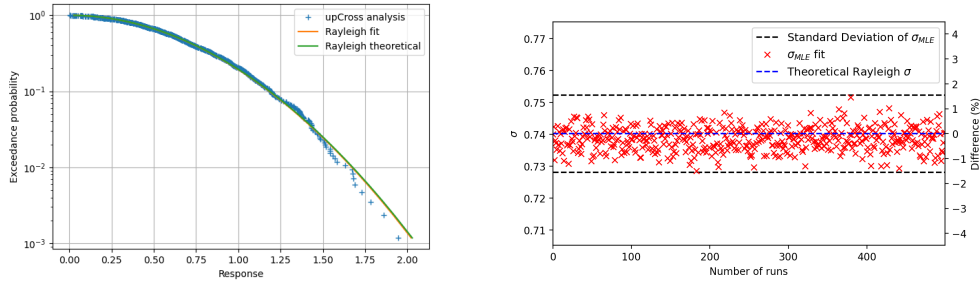 10⁰
10⁻¹
10⁻²
10⁻³
Exceedance probability
0.00 0.25 0.50 0.75 1.00 1.25 1.50 1.75 2.00
Response
upCross analysis
Rayleigh fit
Rayleigh theoretical
0.77
0.76
0.75
0.74
0.73
0.72
0.71
σ
0 100 200 300 400
Number of runs
Standard Deviation of σ_MLE
σ_MLE fit
Theoretical Rayleigh σ
4
3
2
1
0
−1
−2
−3
−4
Difference (%)